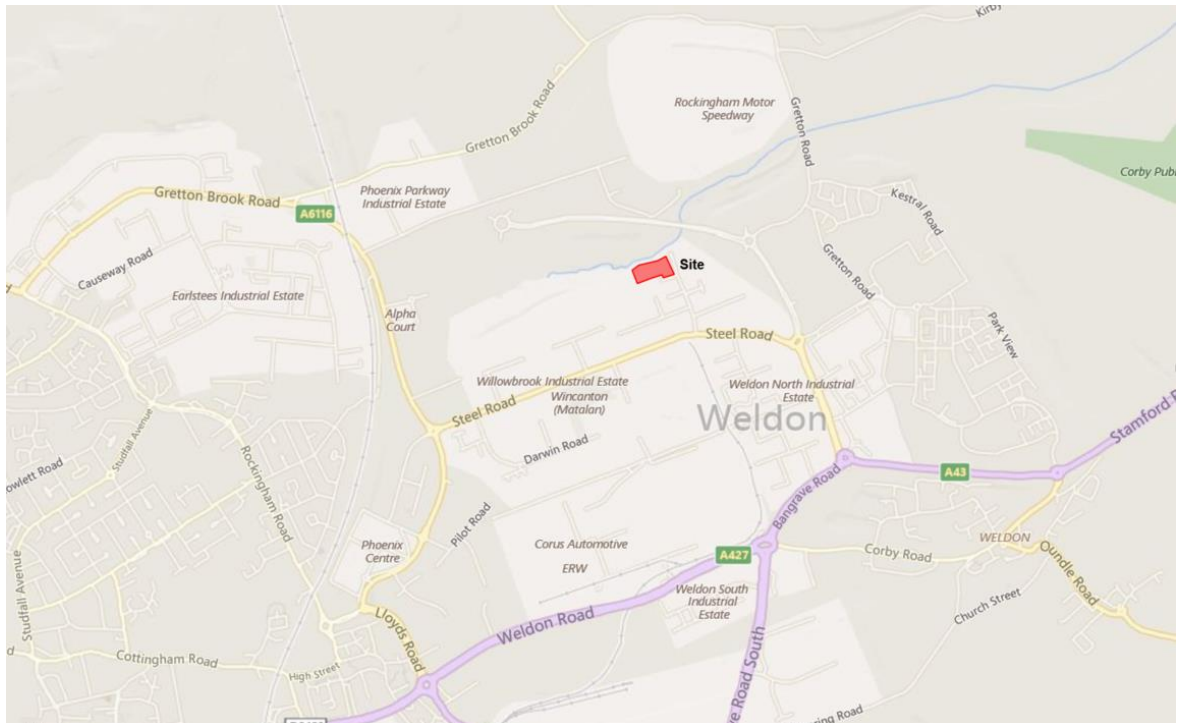 Kirby
Rockingham Motor
Speedway
Gretton Brook Road
Gretton Road
Corby Publ
Phoenix Parkway
Industrial Estate
Gretton Brook Road
A6116
Kestral Road
Causeway Road
Site
Gretton Road
Earlstees Industrial Estate
Alpha
Court
Park View
Steel Road
Willowbrook Industrial Estate
Wincanton
(Matalan)
Weldon North Industrial
Estate
Steel Road
Weldon
Studfall Avenue
Darwin Road
Stamford R
owlett Road
Rockingham Road
A43
Bangrave Road
Pilot Road
Phoenix
Centre
Corus Automotive
ERW
A427
Corby Road
WELDON
Oundle Road
Weldon South
Industrial
Estate
Church Street
Studfall Avenue
Lloyds Road
Weldon Road
Cottingham Road
High Street
e Road South
ing Road